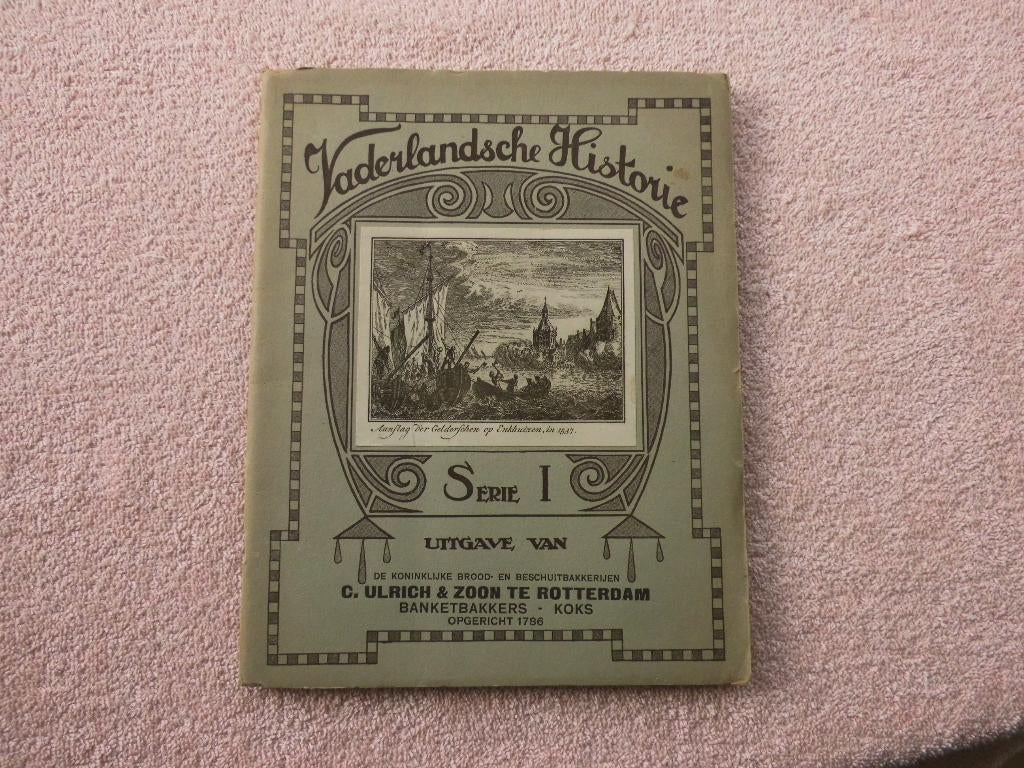 Vaderlandsche Historie
Aanslag der Gelderschen op Enkhuizen, in 1537.
SERIE I
UITGAVE VAN
DE KONINKLIJKE BROOD- EN BESCHUITBAKKERIJEN
C. ULRICH & ZOON TE ROTTERDAM
BANKETBAKKERS - KOKS
OPGERICHT 1786